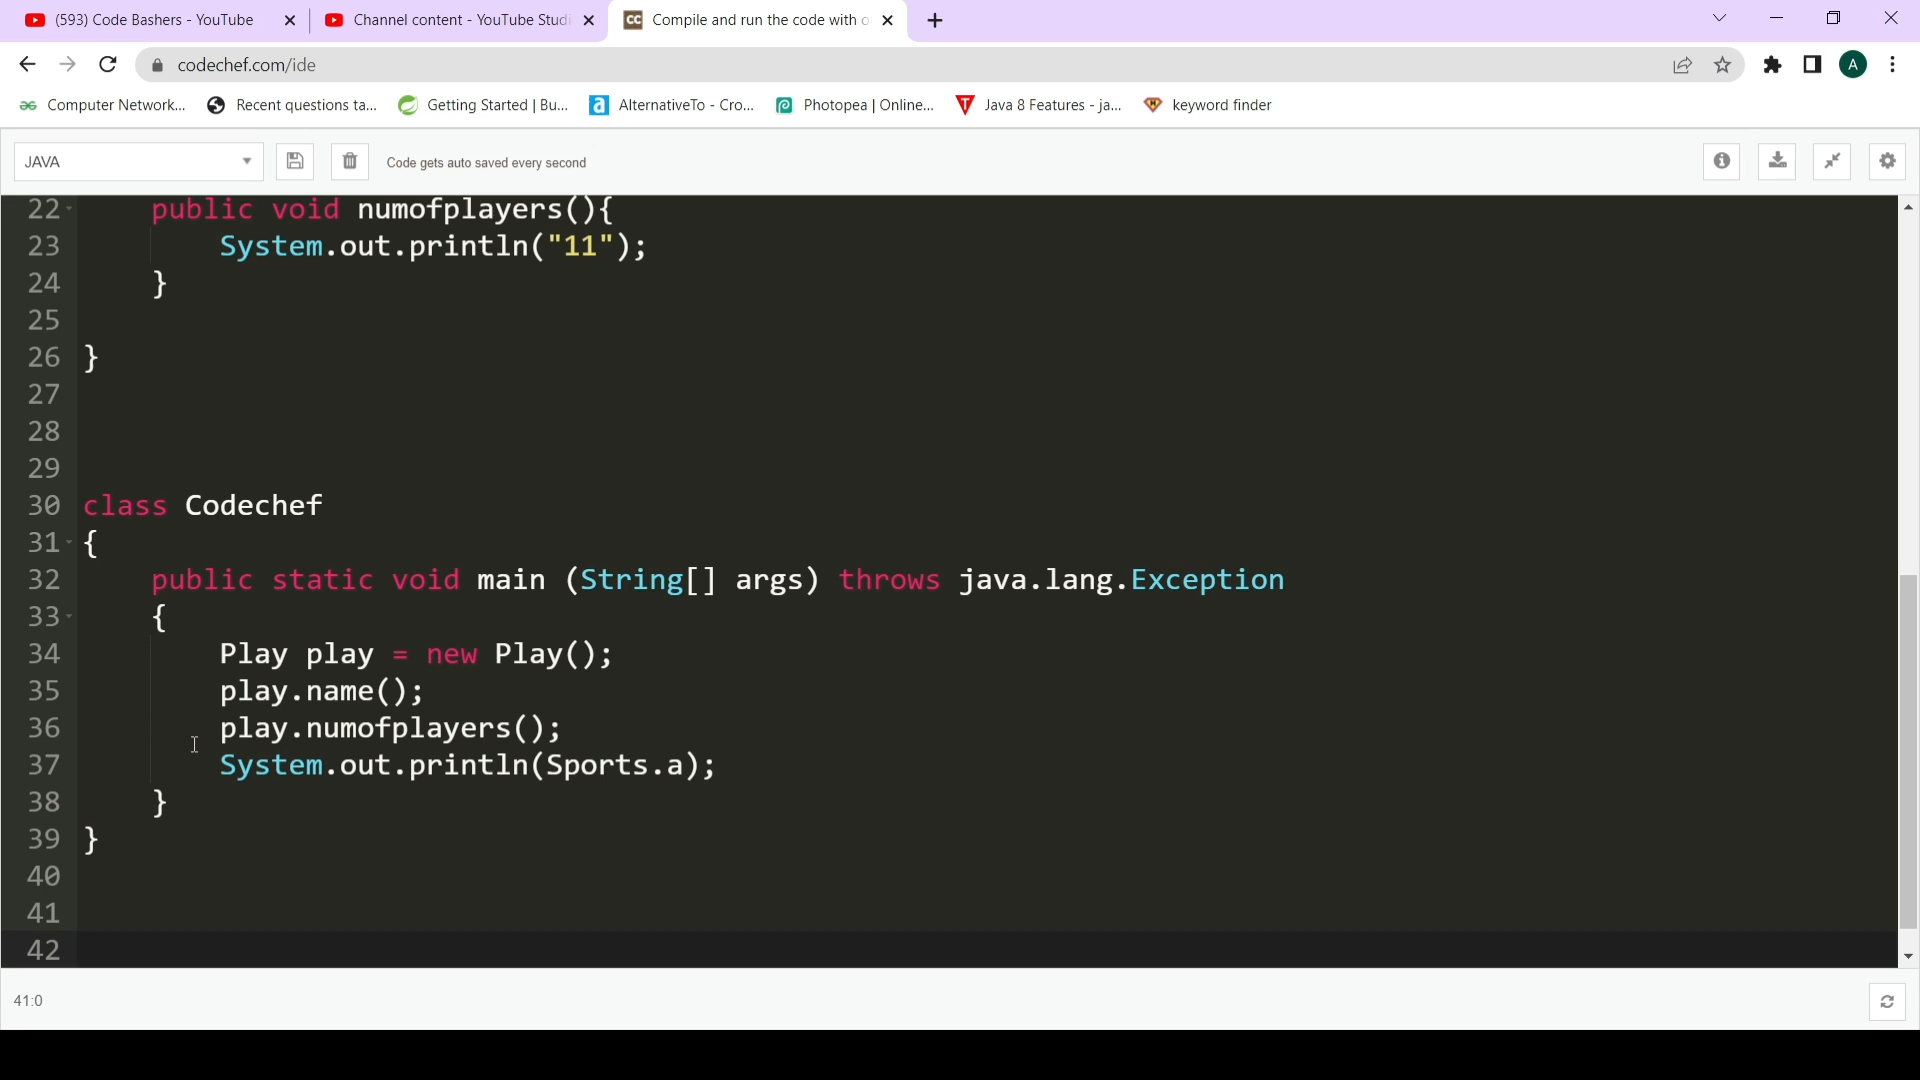 (593) Code Bashers - YouTube
Channel content - YouTube Studi
CC Compile and run the code with o
codechef.com/ide
A
Computer Network...
Recent questions ta...
Getting Started | Bu...
a AlternativeTo - Cro...
Photopea | Online...
T Java 8 Features - ja...
keyword finder
JAVA
Code gets auto saved every second
22 public void numofplayers(){
23 System.out.println("11");
24 }
25
26 }
27
28
29
30 class Codechef
31 {
32 public static void main (String[] args) throws java.lang.Exception
33 {
34 Play play = new Play();
35 play.name();
36 play.numofplayers();
37 System.out.println(Sports.a);
38 }
39 }
40
41
42
41:0